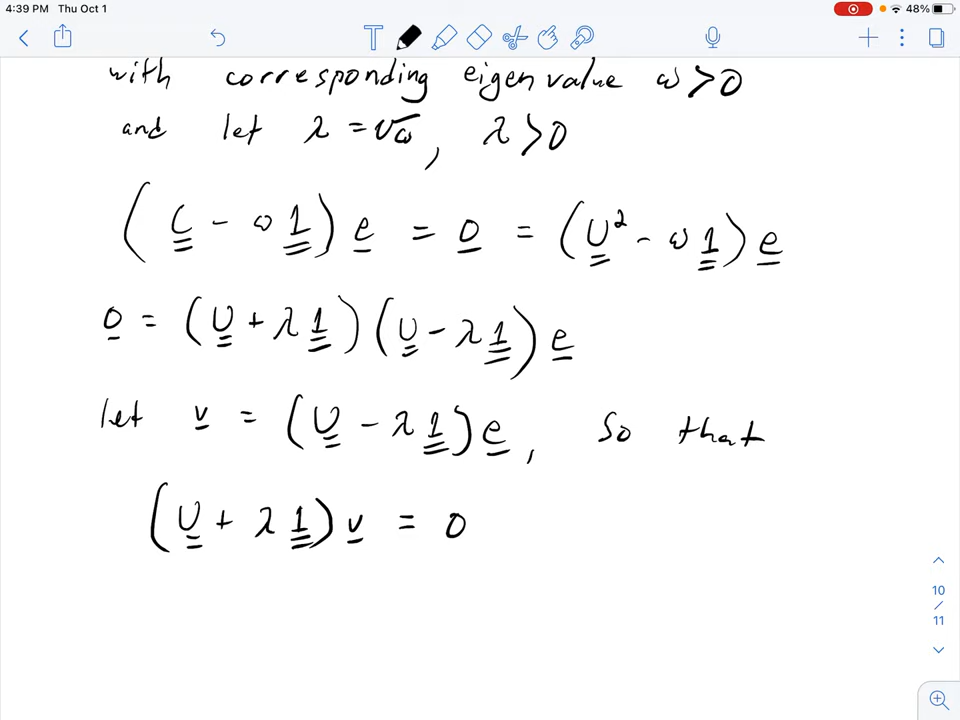 4:39 PM Thu Oct 1
48%
T
with corresponding eigenvalue ω > 0
and let λ = √ω, λ > 0
(C - ω 1) e = 0 = (U² - ω 1) e
0 = (U + λ 1)(U - λ 1) e
let v = (U - λ 1) e, so that
(U + λ 1) v = 0
10
/
11